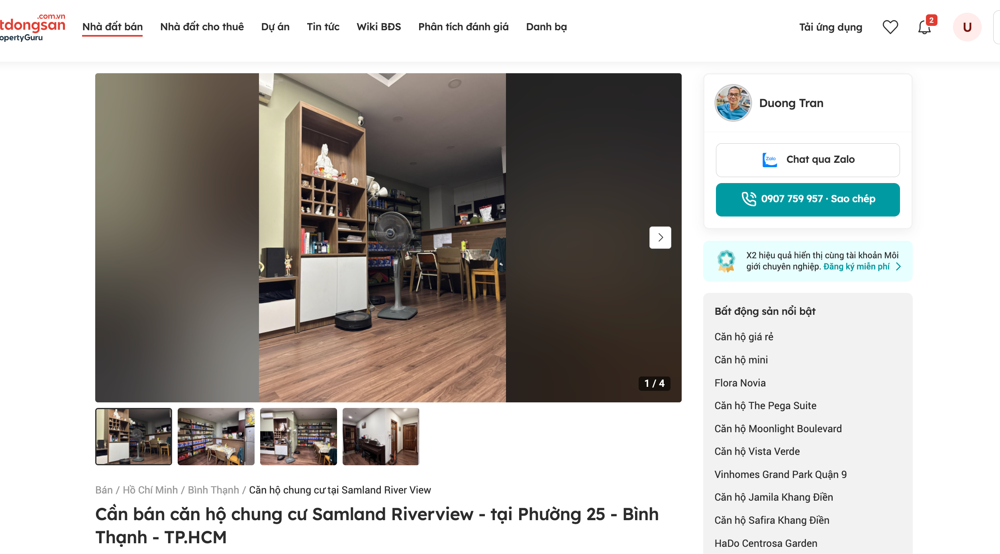 .com.vn
tdongsan
opertyGuru
Nhà đất bán
Nhà đất cho thuê
Dự án
Tin tức
Wiki BĐS
Phân tích đánh giá
Danh bạ
Tải ứng dụng
2
U
1 / 4
Duong Tran
Zalo
Chat qua Zalo
0907 759 957 · Sao chép
X2 hiệu quả hiển thị cùng tài khoản Môi
giới chuyên nghiệp. Đăng ký miễn phí
Bất động sản nổi bật
Căn hộ giá rẻ
Căn hộ mini
Flora Novia
Căn hộ The Pega Suite
Căn hộ Moonlight Boulevard
Căn hộ Vista Verde
Vinhomes Grand Park Quận 9
Căn hộ Jamila Khang Điền
Căn hộ Safira Khang Điền
HaDo Centrosa Garden
Bán / Hồ Chí Minh / Bình Thạnh / Căn hộ chung cư tại Samland River View
Cần bán căn hộ chung cư Samland Riverview - tại Phường 25 - Bình
Thạnh - TP.HCM